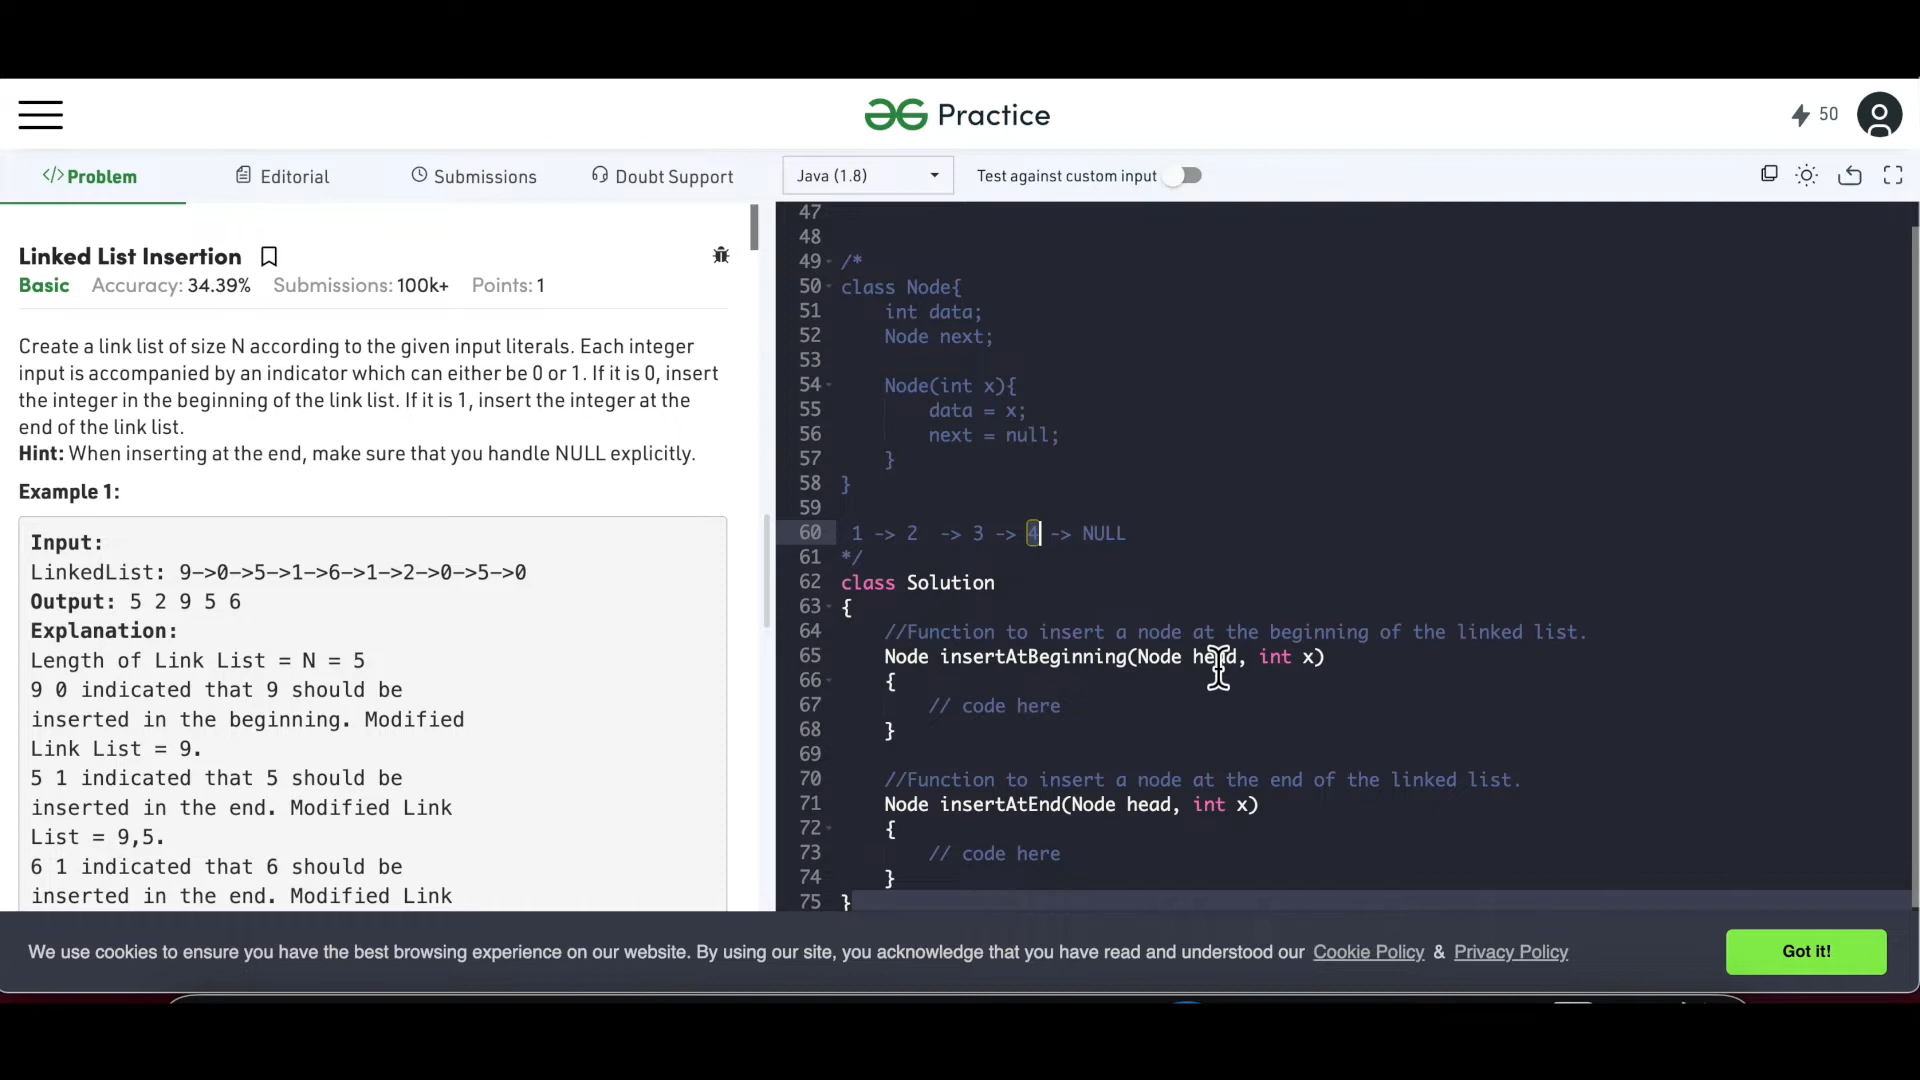 Practice
50
</>Problem
Editorial
Submissions
Doubt Support
Java (1.8)
Test against custom input
Linked List Insertion
Basic Accuracy: 34.39% Submissions: 100k+ Points: 1
Create a link list of size N according to the given input literals. Each integer
input is accompanied by an indicator which can either be 0 or 1. If it is 0, insert
the integer in the beginning of the link list. If it is 1, insert the integer at the
end of the link list.
Hint: When inserting at the end, make sure that you handle NULL explicitly.
Example 1:
Input:
LinkedList: 9->0->5->1->6->1->2->0->5->0
Output: 5 2 9 5 6
Explanation:
Length of Link List = N = 5
9 0 indicated that 9 should be
inserted in the beginning. Modified
Link List = 9.
5 1 indicated that 5 should be
inserted in the end. Modified Link
List = 9,5.
6 1 indicated that 6 should be
inserted in the end. Modified Link
47
48
49 /*
50 class Node{
51 int data;
52 Node next;
53
54 Node(int x){
55 data = x;
56 next = null;
57 }
58 }
59
60 1 -> 2  -> 3 -> 4 -> NULL
61 */
62 class Solution
63 {
64 //Function to insert a node at the beginning of the linked list.
65 Node insertAtBeginning(Node head, int x)
66 {
67 // code here
68 }
69
70 //Function to insert a node at the end of the linked list.
71 Node insertAtEnd(Node head, int x)
72 {
73 // code here
74 }
75 }
We use cookies to ensure you have the best browsing experience on our website. By using our site, you acknowledge that you have read and understood our Cookie Policy & Privacy Policy
Got it!